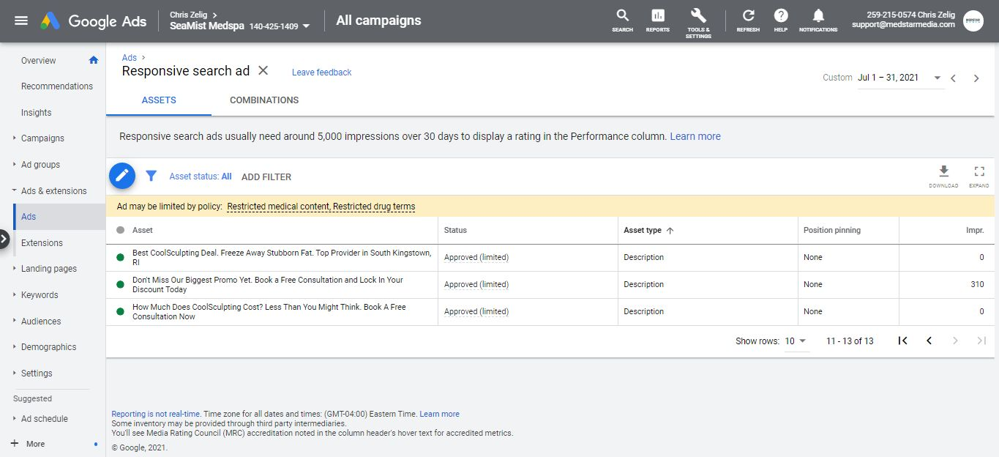 Google Ads
Chris Zelig >
SeaMist Medspa 140-425-1409
All campaigns
SEARCH
REPORTS
TOOLS & SETTINGS
REFRESH
HELP
NOTIFICATIONS
259-215-0574 Chris Zelig
support@medstarmedia.com
Overview
Recommendations
Insights
Campaigns
Ad groups
Ads & extensions
Ads
Extensions
Landing pages
Keywords
Audiences
Demographics
Settings
Suggested
Ad schedule
+ More
Ads >
Responsive search ad
Leave feedback
Custom Jul 1 – 31, 2021
ASSETS
COMBINATIONS
Responsive search ads usually need around 5,000 impressions over 30 days to display a rating in the Performance column. Learn more
Asset status: All ADD FILTER
DOWNLOAD
EXPAND
Ad may be limited by policy: Restricted medical content, Restricted drug terms
Asset Status Asset type Position pinning Impr.
Best CoolSculpting Deal. Freeze Away Stubborn Fat. Top Provider in South Kingstown,
RI
Approved (limited) Description None 0
Don't Miss Our Biggest Promo Yet. Book a Free Consultation and Lock In Your
Discount Today
Approved (limited) Description None 310
How Much Does CoolSculpting Cost? Less Than You Might Think. Book A Free
Consultation Now
Approved (limited) Description None 0
Show rows: 10 11 - 13 of 13
Reporting is not real-time. Time zone for all dates and times: (GMT-04:00) Eastern Time. Learn more
Some inventory may be provided through third party intermediaries.
You'll see Media Rating Council (MRC) accreditation noted in the column header's hover text for accredited metrics.
© Google, 2021.